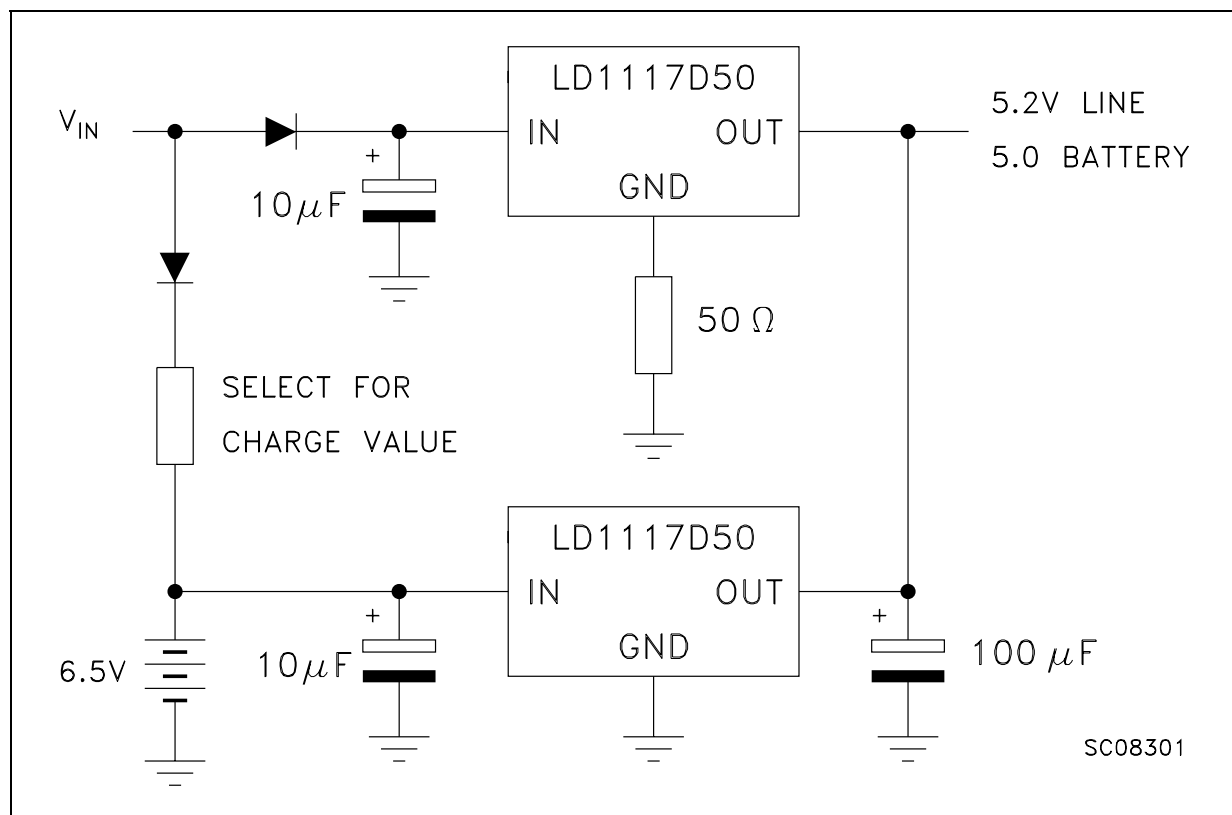 LD1117D50
V_IN
IN
OUT
GND
5.2V LINE
5.0 BATTERY
+
10μF
50 Ω
SELECT FOR
CHARGE VALUE
LD1117D50
IN
OUT
GND
6.5V
+
10μF
+
100 μF
SC08301